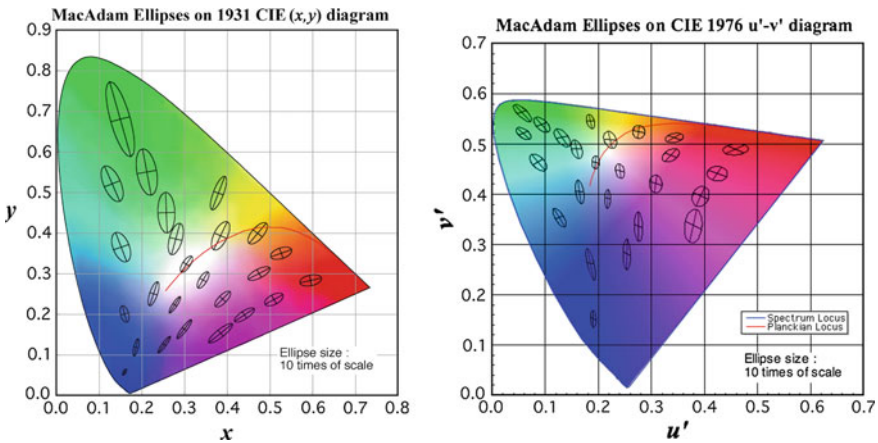 MacAdam Ellipses on 1931 CIE (x,y) diagram
0.9
0.8
0.7
0.6
0.5
0.4
0.3
0.2
0.1
0.0
y
Ellipse size :
10 times of scale
0.0 0.1 0.2 0.3 0.4 0.5 0.6 0.7 0.8
x
MacAdam Ellipses on CIE 1976 u'-v' diagram
0.7
0.6
0.5
0.4
0.3
0.2
0.1
0.0
v'
Spectrum Locus
Planckian Locus
Ellipse size :
10 times of scale
0.0 0.1 0.2 0.3 0.4 0.5 0.6 0.7
u'